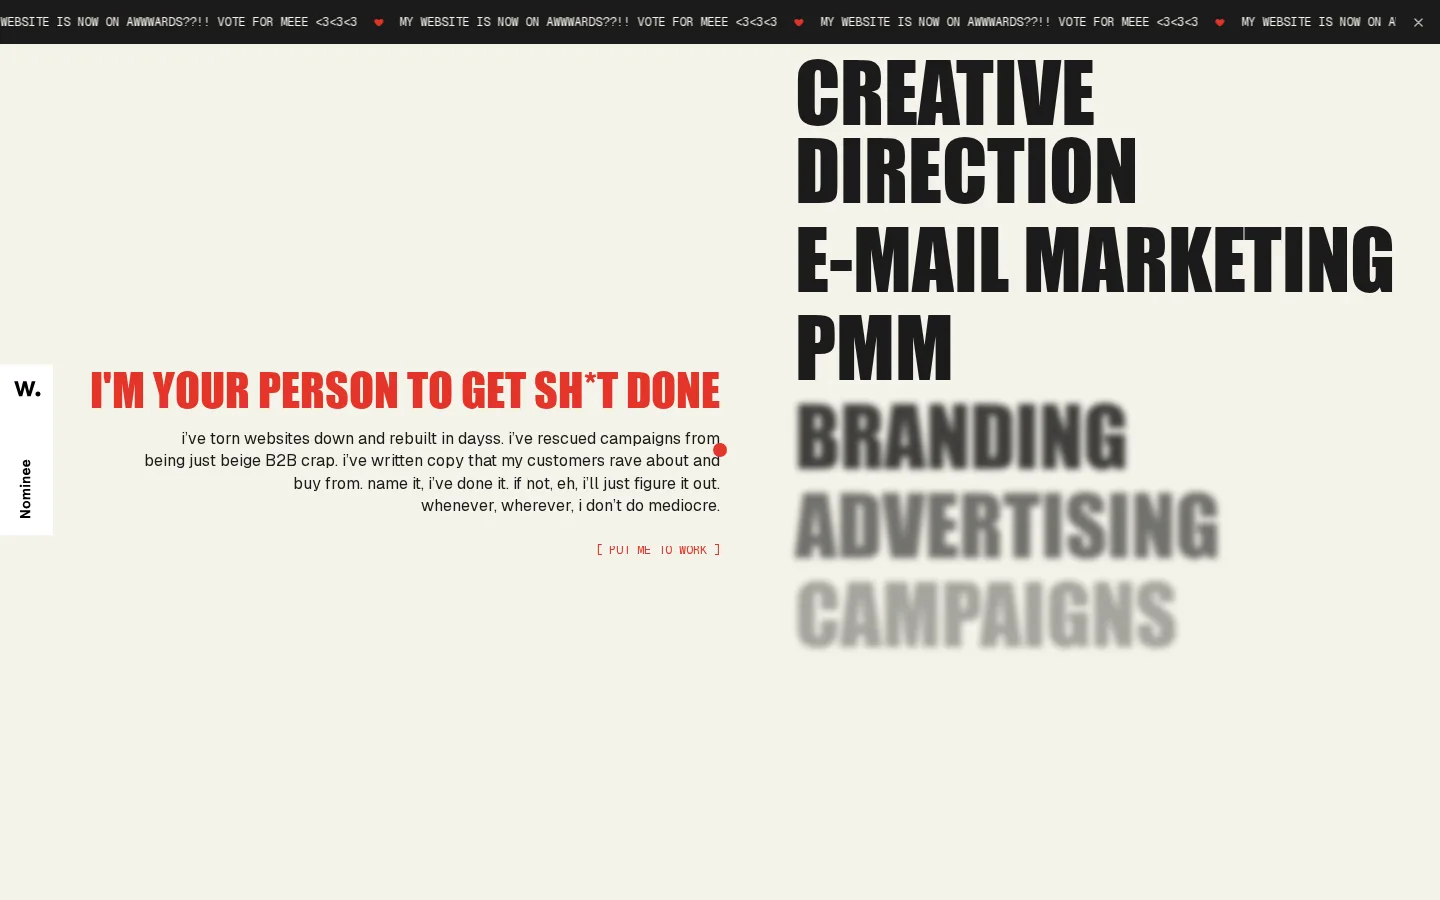 WEBSITE IS NOW ON AWWWARDS??!! VOTE FOR MEEE <3<3<3 MY WEBSITE IS NOW ON AWWWARDS??!! VOTE FOR MEEE <3<3<3 MY WEBSITE IS NOW ON AWWWARDS??!! VOTE FOR MEEE <3<3<3 MY WEBSITE IS NOW ON
CREATIVE
DIRECTION
E-MAIL MARKETING
PMM
BRANDING
ADVERTISING
CAMPAIGNS
W.
Nominee
I'M YOUR PERSON TO GET SH*T DONE
i've torn websites down and rebuilt in dayss. i've rescued campaigns from
being just beige B2B crap. i've written copy that my customers rave about and
buy from. name it, i've done it. if not, eh, i'll just figure it out.
whenever, wherever, i don't do mediocre.
[ PUT ME TO WORK ]